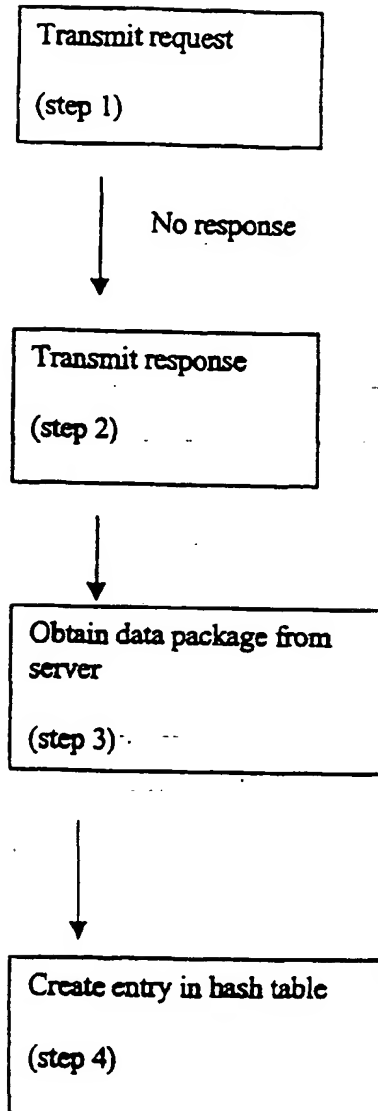 Transmit request
(step 1)
No response
Transmit response
(step 2)
Obtain data package from
server
(step 3)
Create entry in hash table
(step 4)